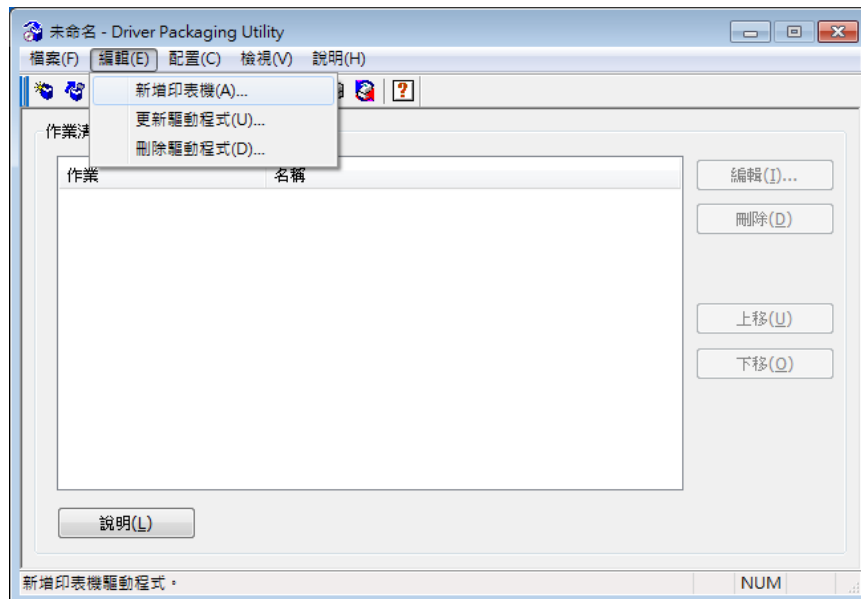 未命名 - Driver Packaging Utility
檔案(F) 編輯(E) 配置(C) 檢視(V) 說明(H)
新增印表機(A)...
更新驅動程式(U)...
刪除驅動程式(D)...
作業清
作業 名稱
編輯(I)...
刪除(D)
上移(U)
下移(O)
說明(L)
新增印表機驅動程式。 NUM